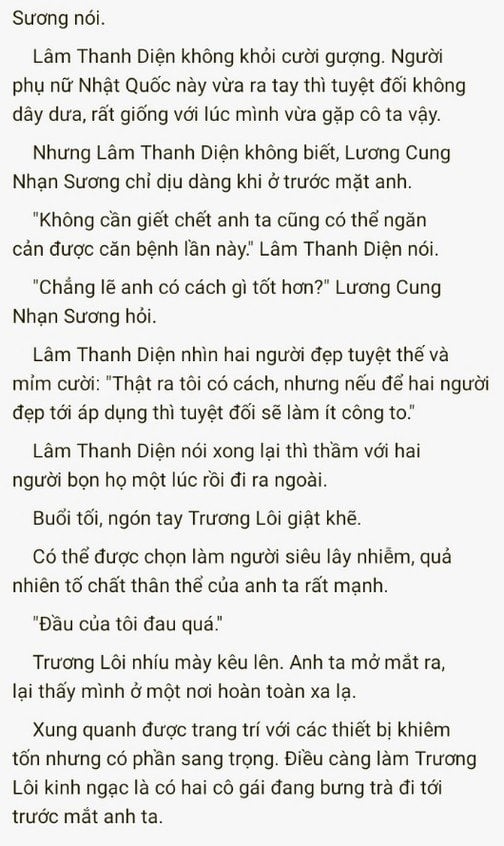 Sương nói.
Lâm Thanh Diện không khỏi cười gượng. Người
phụ nữ Nhật Quốc này vừa ra tay thì tuyệt đối không
dây dưa, rất giống với lúc mình vừa gặp cô ta vậy.
Nhưng Lâm Thanh Diện không biết, Lương Cung
Nhạn Sương chỉ dịu dàng khi ở trước mặt anh.
"Không cần giết chết anh ta cũng có thể ngăn
cản được căn bệnh lần này." Lâm Thanh Diện nói.
"Chẳng lẽ anh có cách gì tốt hơn?" Lương Cung
Nhạn Sương hỏi.
Lâm Thanh Diện nhìn hai người đẹp tuyệt thế và
mỉm cười: "Thật ra tôi có cách, nhưng nếu để hai người
đẹp tới áp dụng thì tuyệt đối sẽ làm ít công to."
Lâm Thanh Diện nói xong lại thì thầm với hai
người bọn họ một lúc rồi đi ra ngoài.
Buổi tối, ngón tay Trương Lôi giật khẽ.
Có thể được chọn làm người siêu lây nhiễm, quả
nhiên tố chất thân thể của anh ta rất mạnh.
"Đầu của tôi đau quá."
Trương Lôi nhíu mày kêu lên. Anh ta mở mắt ra,
lại thấy mình ở một nơi hoàn toàn xa lạ.
Xung quanh được trang trí với các thiết bị khiêm
tốn nhưng có phần sang trọng. Điều càng làm Trương
Lôi kinh ngạc là có hai cô gái đang bưng trà đi tới
trước mắt anh ta.